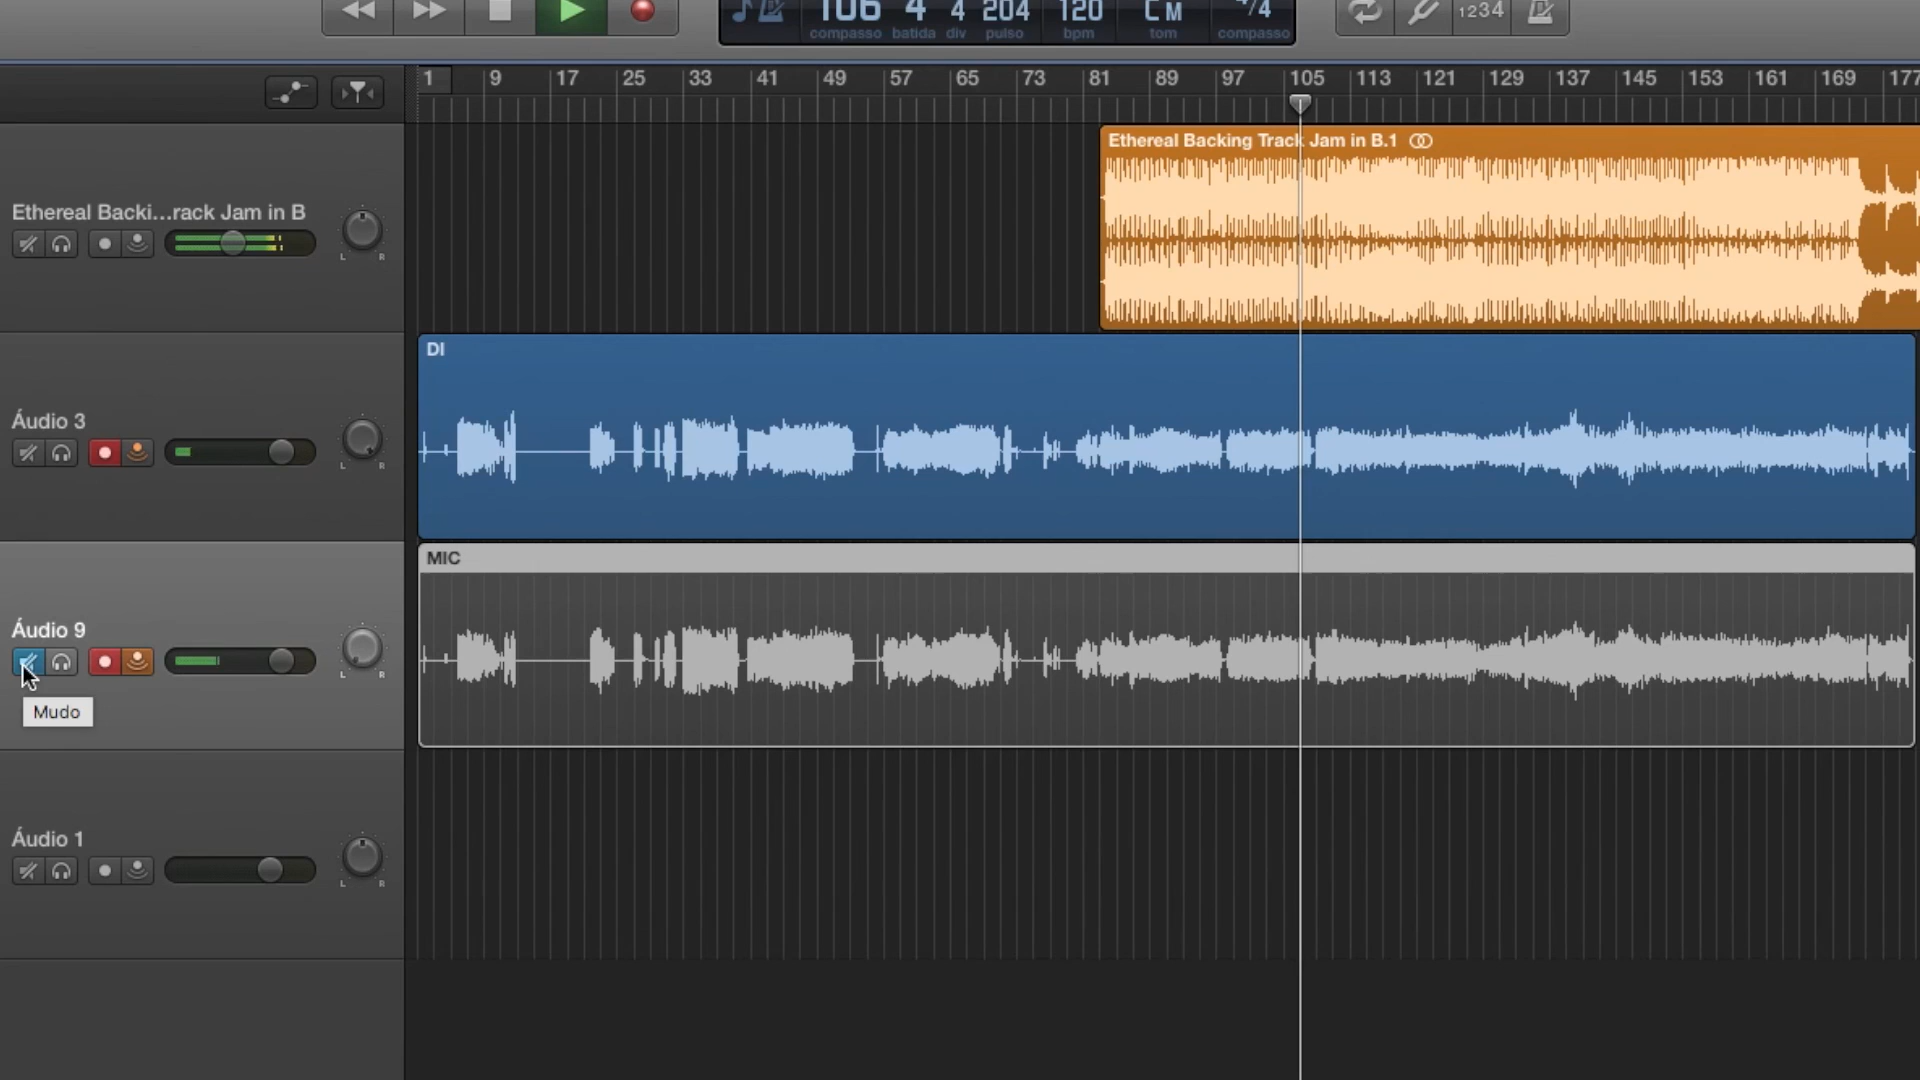 106 4 4 204 120 C M 4/4
compasso batida div pulso bpm tom compasso
1234
1 9 17 25 33 41 49 57 65 73 81 89 97 105 113 121 129 137 145 153 161 169 177
Ethereal Backing Track Jam in B.1
Ethereal Backi...rack Jam in B
L R
DI
Áudio 3
L R
MIC
Áudio 9
L R
Mudo
Áudio 1
L R